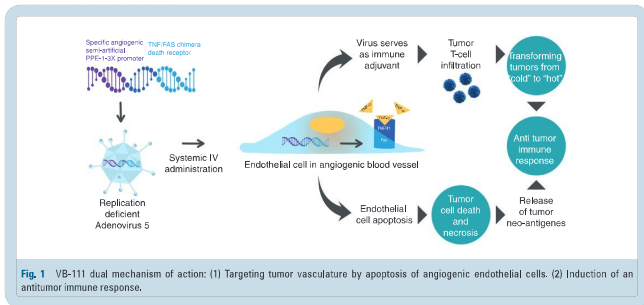 Specific angiogenic
semi-artificial
PPE-1-3X promoter
TNF/FAS chimera
death receptor
Replication
deficient
Adenovirus 5
Systemic IV
administration
Endothelial cell in angiogenic blood vessel
Virus serves
as immune
adjuvant
Tumor
T-cell
infiltration
Transforming
tumors from
"cold" to "hot"
Anti tumor
immune
response
Endothelial
cell apoptosis
Tumor
cell death
and
necrosis
Release
of tumor
neo-antigenes
Fig. 1 VB-111 dual mechanism of action: (1) Targeting tumor vasculature by apoptosis of angiogenic endothelial cells. (2) Induction of an
antitumor immune response.